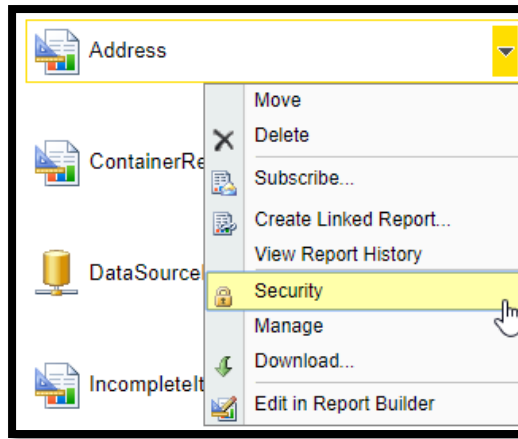 Address
Move
Delete
ContainerRe
Subscribe...
Create Linked Report...
View Report History
DataSource
Security
Manage
Download...
IncompleteIt
Edit in Report Builder